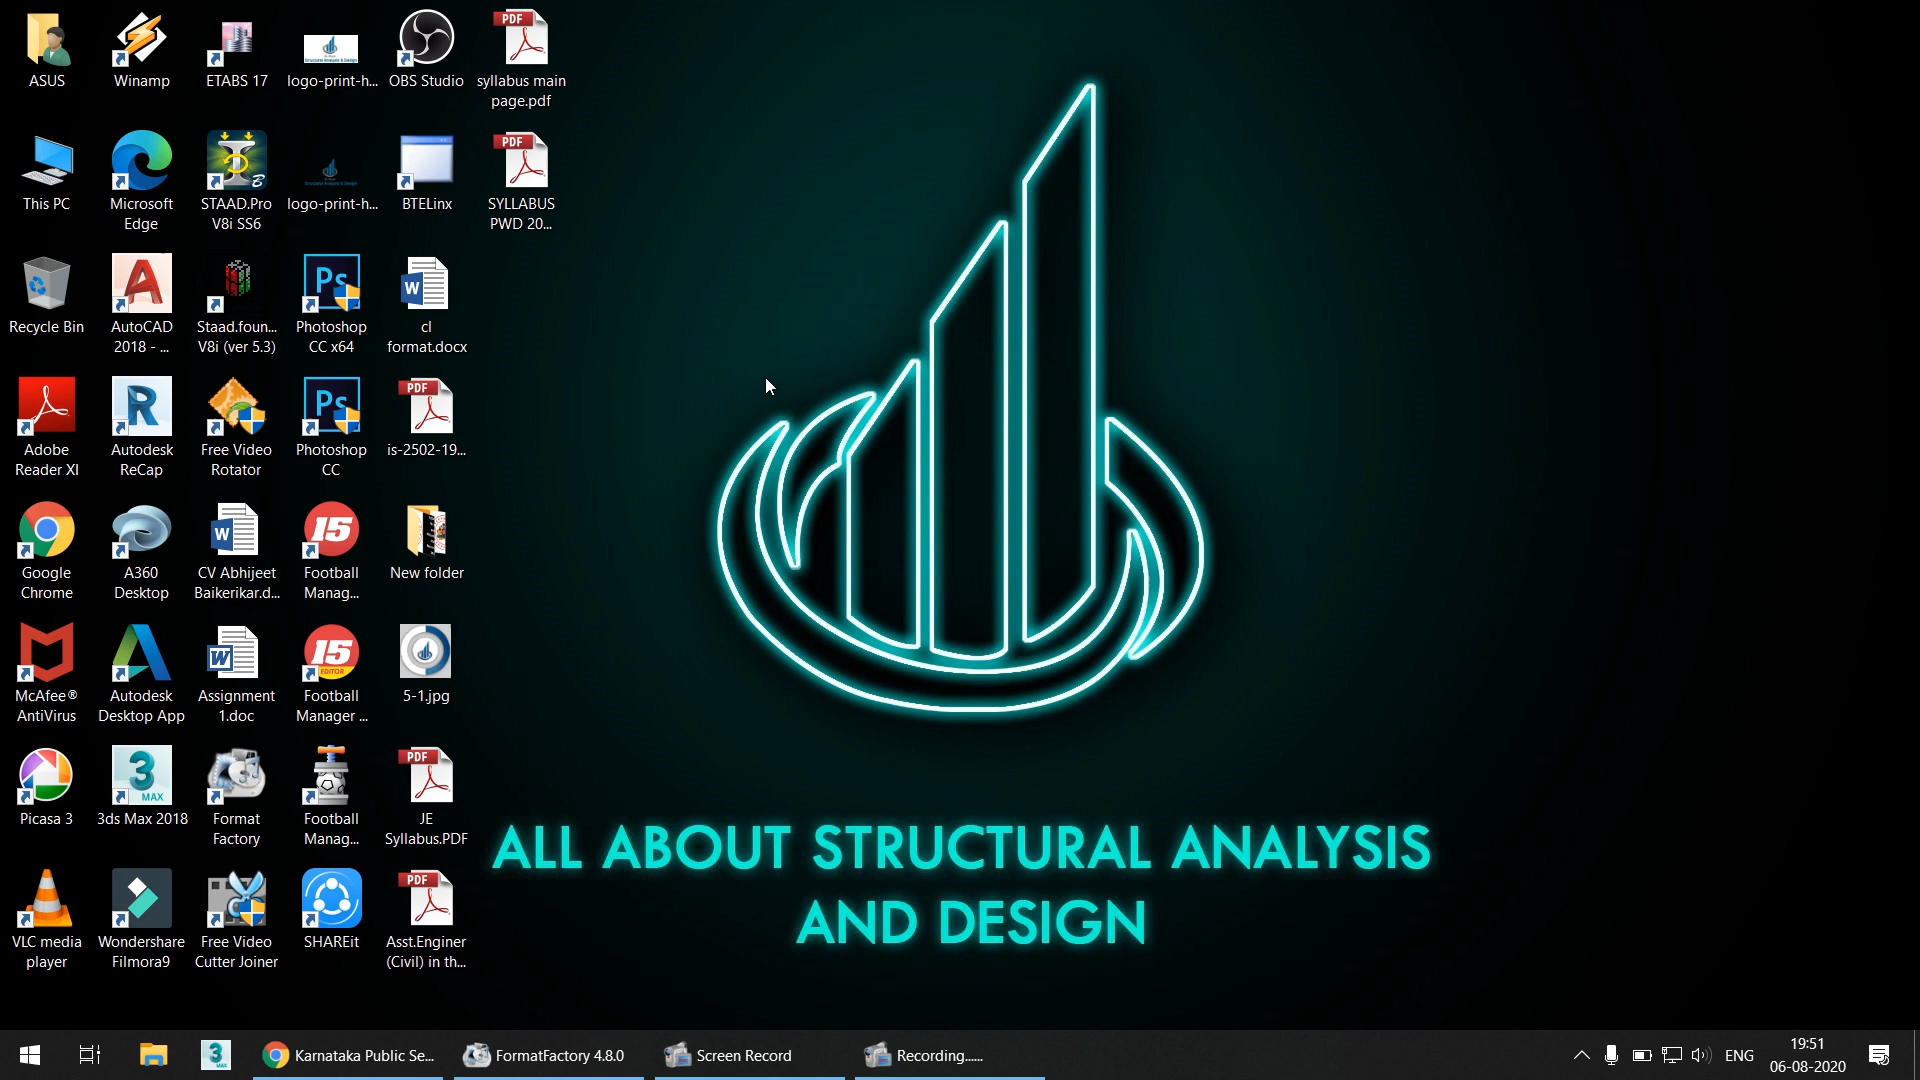 ASUS
Winamp
ETABS 17
logo-print-h...
OBS Studio
syllabus main
page.pdf
This PC
Microsoft
Edge
STAAD.Pro
V8i SS6
logo-print-h...
BTELinx
SYLLABUS
PWD 20...
Recycle Bin
AutoCAD
2018 - ...
Staad.foun...
V8i (ver 5.3)
Photoshop
CC x64
cl
format.docx
Adobe
Reader XI
Autodesk
ReCap
Free Video
Rotator
Photoshop
CC
is-2502-19...
Google
Chrome
A360
Desktop
CV Abhijeet
Baikerikar.d...
Football
Manag...
New folder
McAfee®
AntiVirus
Autodesk
Desktop App
Assignment
1.doc
Football
Manager ...
5-1.jpg
Picasa 3
3ds Max 2018
Format
Factory
Football
Manag...
JE
Syllabus.PDF
VLC media
player
Wondershare
Filmora9
Free Video
Cutter Joiner
SHAREit
Asst.Enginer
(Civil) in th...
ALL ABOUT STRUCTURAL ANALYSIS
AND DESIGN
Karnataka Public Se...
FormatFactory 4.8.0
Screen Record
Recording......
ENG
19:51
06-08-2020